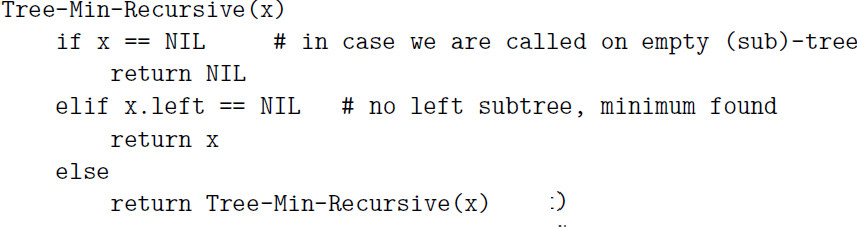 Tree-Min-Recursive(x)
if x == NIL # in case we are called on empty (sub)-tree
return NIL
elif x.left == NIL # no left subtree, minimum found
return x
else
return Tree-Min-Recursive(x) :)